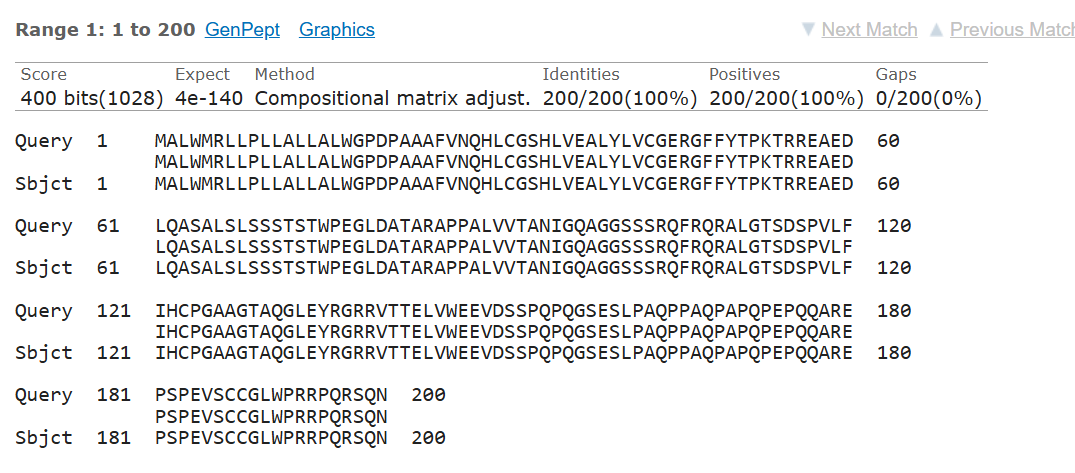 Range 1: 1 to 200 GenPept Graphics ▼ Next Match ▲ Previous Match
Score Expect Method Identities Positives Gaps
400 bits(1028) 4e-140 Compositional matrix adjust. 200/200(100%) 200/200(100%) 0/200(0%)
Query 1 MALWMRLLPLLALLALWGPDPAAAFVNQHLCGSHLVEALYLVCGERGFFYTPKTRREAED 60
MALWMRLLPLLALLALWGPDPAAAFVNQHLCGSHLVEALYLVCGERGFFYTPKTRREAED
Sbjct 1 MALWMRLLPLLALLALWGPDPAAAFVNQHLCGSHLVEALYLVCGERGFFYTPKTRREAED 60
Query 61 LQASALSLSSSTSTWPEGLDATARAPPALVVTANIGQAGGSSSRQFRQRALGTSDSPVLF 120
LQASALSLSSSTSTWPEGLDATARAPPALVVTANIGQAGGSSSRQFRQRALGTSDSPVLF
Sbjct 61 LQASALSLSSSTSTWPEGLDATARAPPALVVTANIGQAGGSSSRQFRQRALGTSDSPVLF 120
Query 121 IHCPGAAGTAQGLEYRGRRVTTELVWEEVDSSPQPQGSESLPAQPPAQPAPQPEPQQARE 180
IHCPGAAGTAQGLEYRGRRVTTELVWEEVDSSPQPQGSESLPAQPPAQPAPQPEPQQARE
Sbjct 121 IHCPGAAGTAQGLEYRGRRVTTELVWEEVDSSPQPQGSESLPAQPPAQPAPQPEPQQARE 180
Query 181 PSPEVSCCGLWPRRPQRSQN 200
PSPEVSCCGLWPRRPQRSQN
Sbjct 181 PSPEVSCCGLWPRRPQRSQN 200